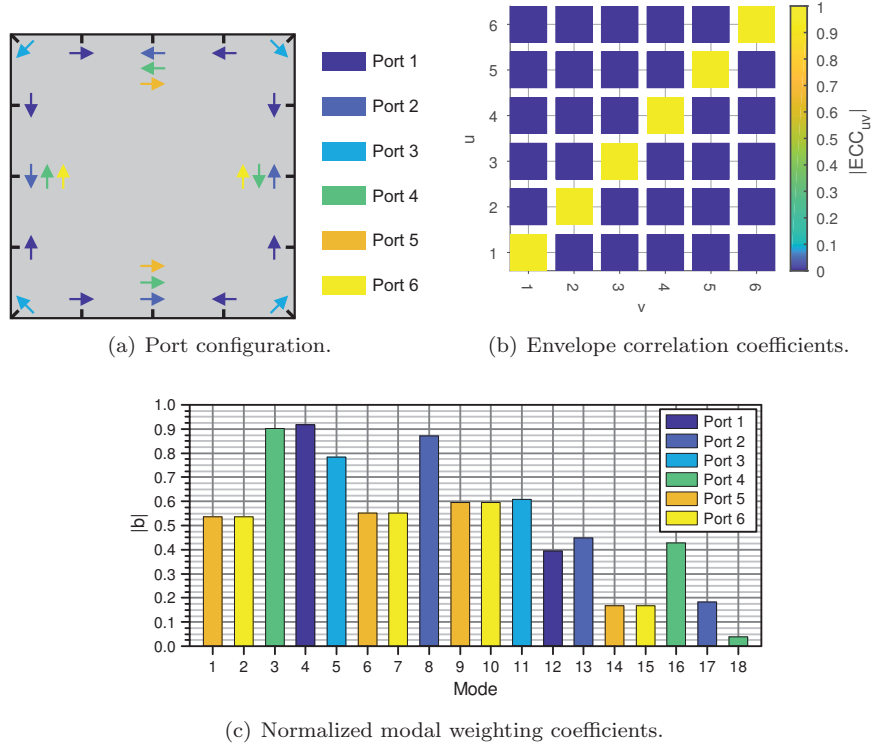 Port 1
Port 2
Port 3
Port 4
Port 5
Port 6
(a) Port configuration.
6
5
4
3
2
1
u
1 2 3 4 5 6
v
1
0.9
0.8
0.7
0.6
0.5
0.4
0.3
0.2
0.1
0
|ECC_uv|
(b) Envelope correlation coefficients.
1.0
0.9
0.8
0.7
0.6
0.5
0.4
0.3
0.2
0.1
0.0
|b|
Port 1
Port 2
Port 3
Port 4
Port 5
Port 6
1 2 3 4 5 6 7 8 9 10 11 12 13 14 15 16 17 18
Mode
(c) Normalized modal weighting coefficients.